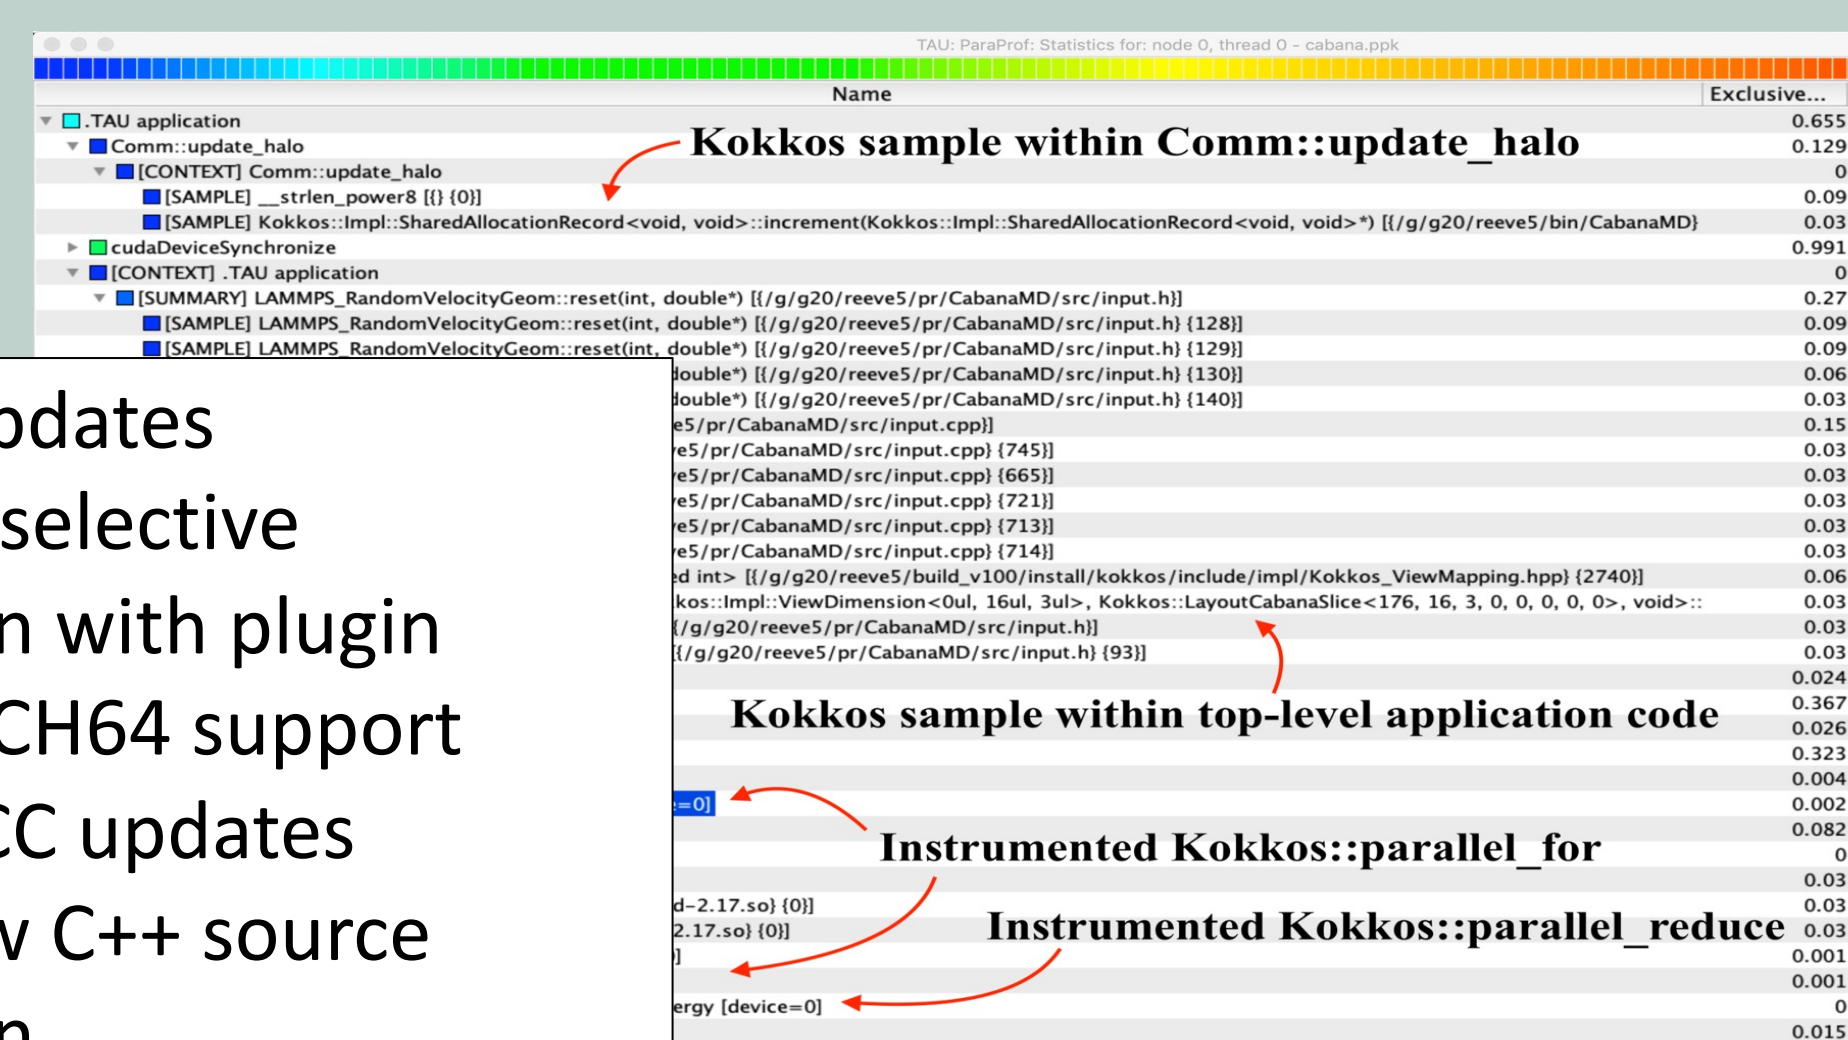 TAU: ParaProf: Statistics for: node 0, thread 0 - cabana.ppk
Name Exclusive...
.TAU application 0.655
Kokkos sample within Comm::update_halo
Comm::update_halo 0.129
[CONTEXT] Comm::update_halo 0
[SAMPLE] __strlen_power8 [{} {0}] 0.09
[SAMPLE] Kokkos::Impl::SharedAllocationRecord<void, void>::increment(Kokkos::Impl::SharedAllocationRecord<void, void>*) [{/g/g20/reeve5/bin/CabanaMD} 0.03
cudaDeviceSynchronize 0.991
[CONTEXT] .TAU application 0
[SUMMARY] LAMMPS_RandomVelocityGeom::reset(int, double*) [{/g/g20/reeve5/pr/CabanaMD/src/input.h}] 0.27
[SAMPLE] LAMMPS_RandomVelocityGeom::reset(int, double*) [{/g/g20/reeve5/pr/CabanaMD/src/input.h} {128}] 0.09
[SAMPLE] LAMMPS_RandomVelocityGeom::reset(int, double*) [{/g/g20/reeve5/pr/CabanaMD/src/input.h} {129}] 0.09
double*) [{/g/g20/reeve5/pr/CabanaMD/src/input.h} {130}] 0.06
double*) [{/g/g20/reeve5/pr/CabanaMD/src/input.h} {140}] 0.03
e5/pr/CabanaMD/src/input.cpp}] 0.15
e5/pr/CabanaMD/src/input.cpp} {745}] 0.03
e5/pr/CabanaMD/src/input.cpp} {665}] 0.03
e5/pr/CabanaMD/src/input.cpp} {721}] 0.03
e5/pr/CabanaMD/src/input.cpp} {713}] 0.03
e5/pr/CabanaMD/src/input.cpp} {714}] 0.03
ed int> [{/g/g20/reeve5/build_v100/install/kokkos/include/impl/Kokkos_ViewMapping.hpp} {2740}] 0.06
kos::Impl::ViewDimension<0ul, 16ul, 3ul>, Kokkos::LayoutCabanaSlice<176, 16, 3, 0, 0, 0, 0, 0>, void>:: 0.03
{/g/g20/reeve5/pr/CabanaMD/src/input.h}] 0.03
{/g/g20/reeve5/pr/CabanaMD/src/input.h} {93}] 0.03
0.024
0.367
Kokkos sample within top-level application code
0.026
0.323
0.004
=0] 0.002
0.082
Instrumented Kokkos::parallel_for
0
0.03
d-2.17.so} {0}] 0.03
2.17.so} {0}] 0.03
Instrumented Kokkos::parallel_reduce
] 0.001
0.001
ergy [device=0] 0
0.015
pdates
selective
n with plugin
CH64 support
CC updates
w C++ source
n